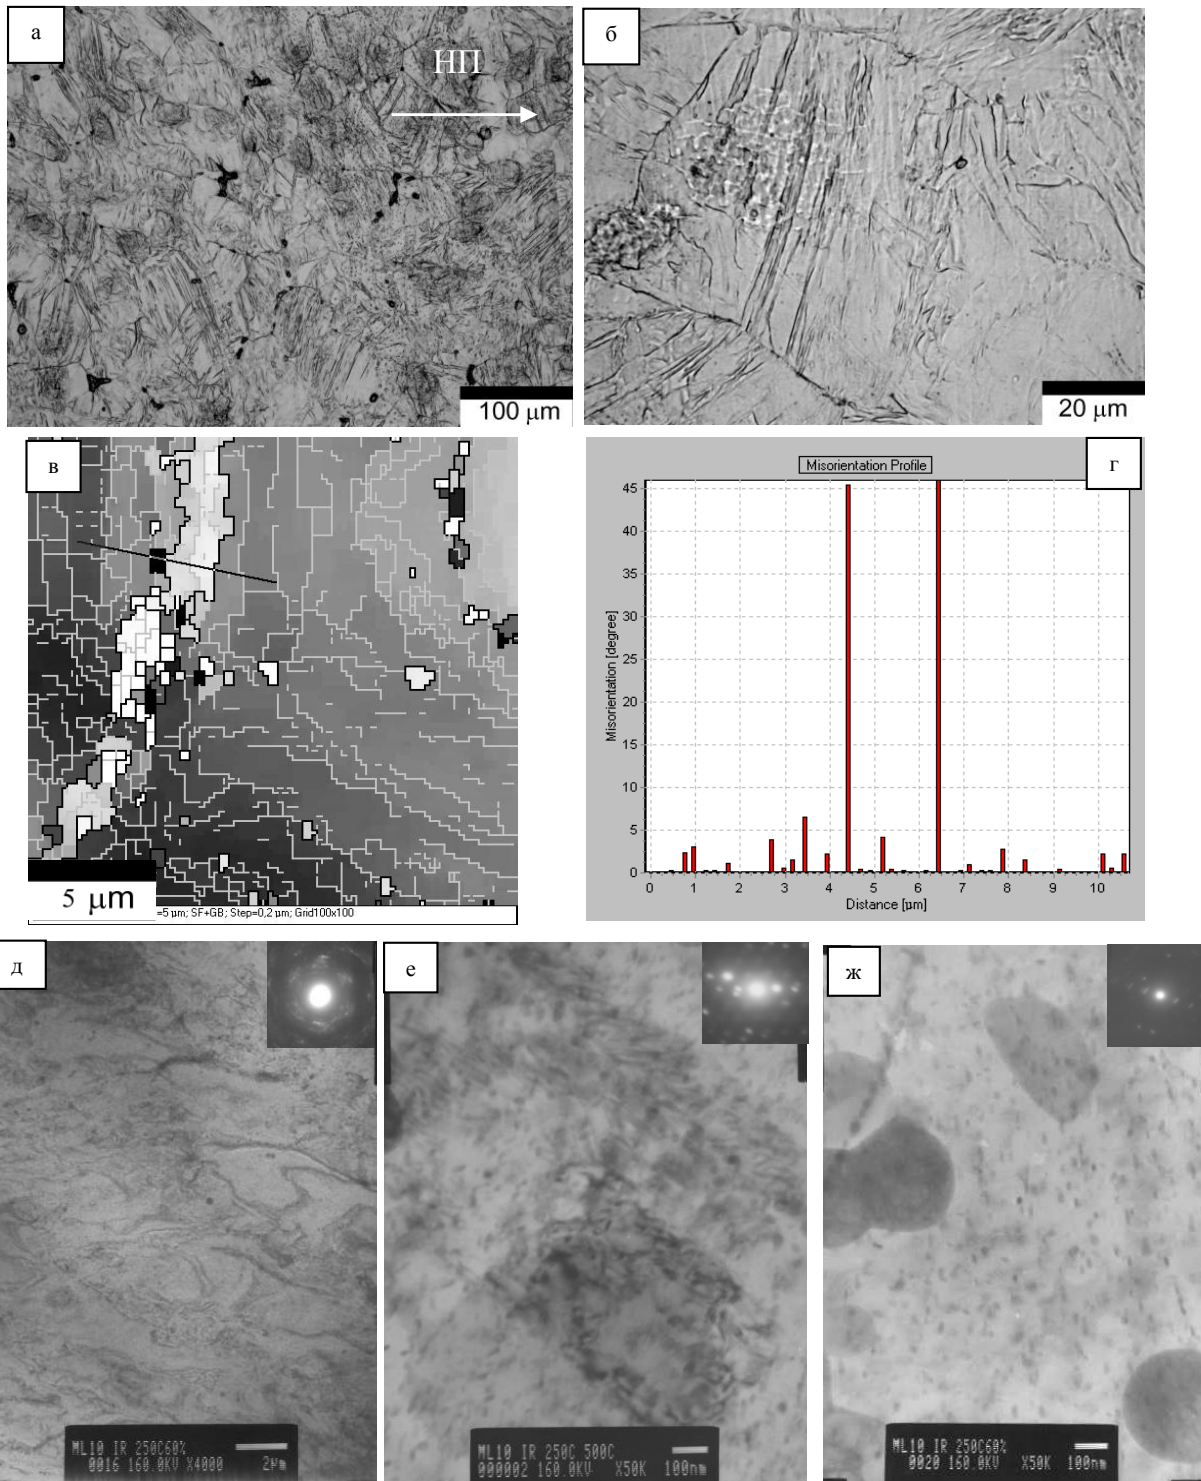 а
НП
100 μm
б
20 μm
в
5 μm
=5 μm; SF+GB; Step=0,2 μm; Grid100x100
г
Misorientation Profile
Misorientation [degree]
45
40
35
30
25
20
15
10
5
0
0 1 2 3 4 5 6 7 8 9 10
Distance [μm]
д
ML10 IR 250C60%
0016 160.0KV X4000 2μm
е
ML10 IR 250C 500C
000002 160.0KV X50K 100nm
ж
ML10 IR 250C60%
0020 160.0KV X50K 100nm